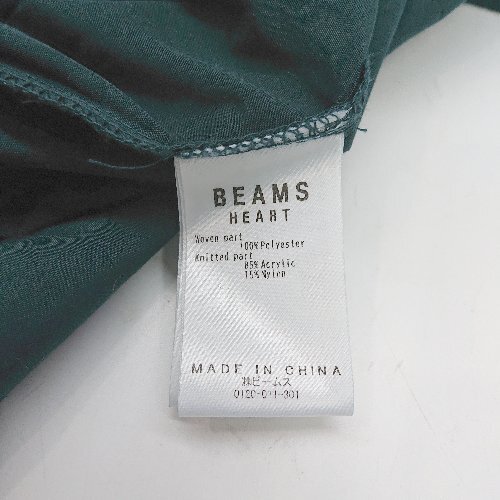 BEAMS
HEART
Woven part
100%Polyester
Knitted part
85%Acrylic
15%Nylon
MADE IN CHINA
㈱ビームス